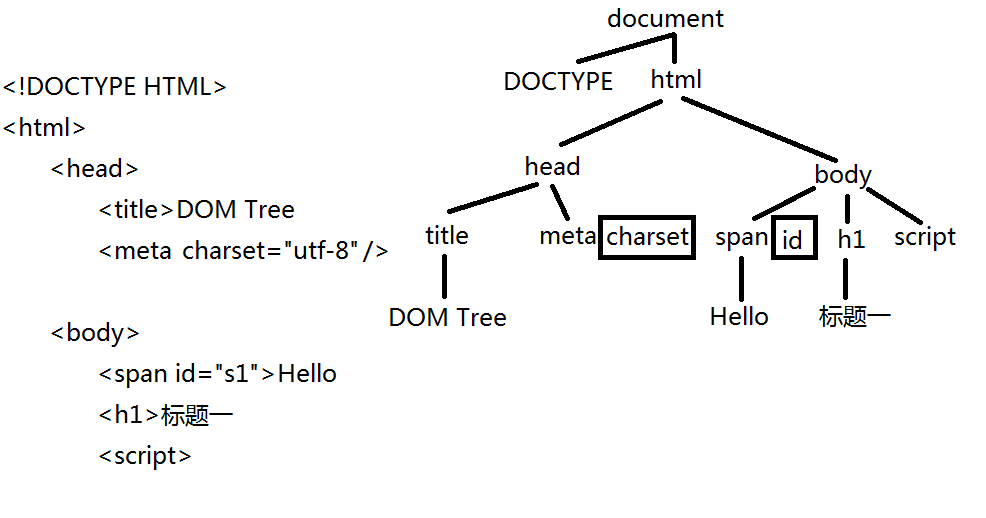 <!DOCTYPE HTML>
<html>
<head>
<title>DOM Tree
<meta charset="utf-8"/>
<body>
<span id="s1">Hello
<h1>标题一
<script>
document
DOCTYPE html
head body
title meta charset span id h1 script
DOM Tree Hello 标题一